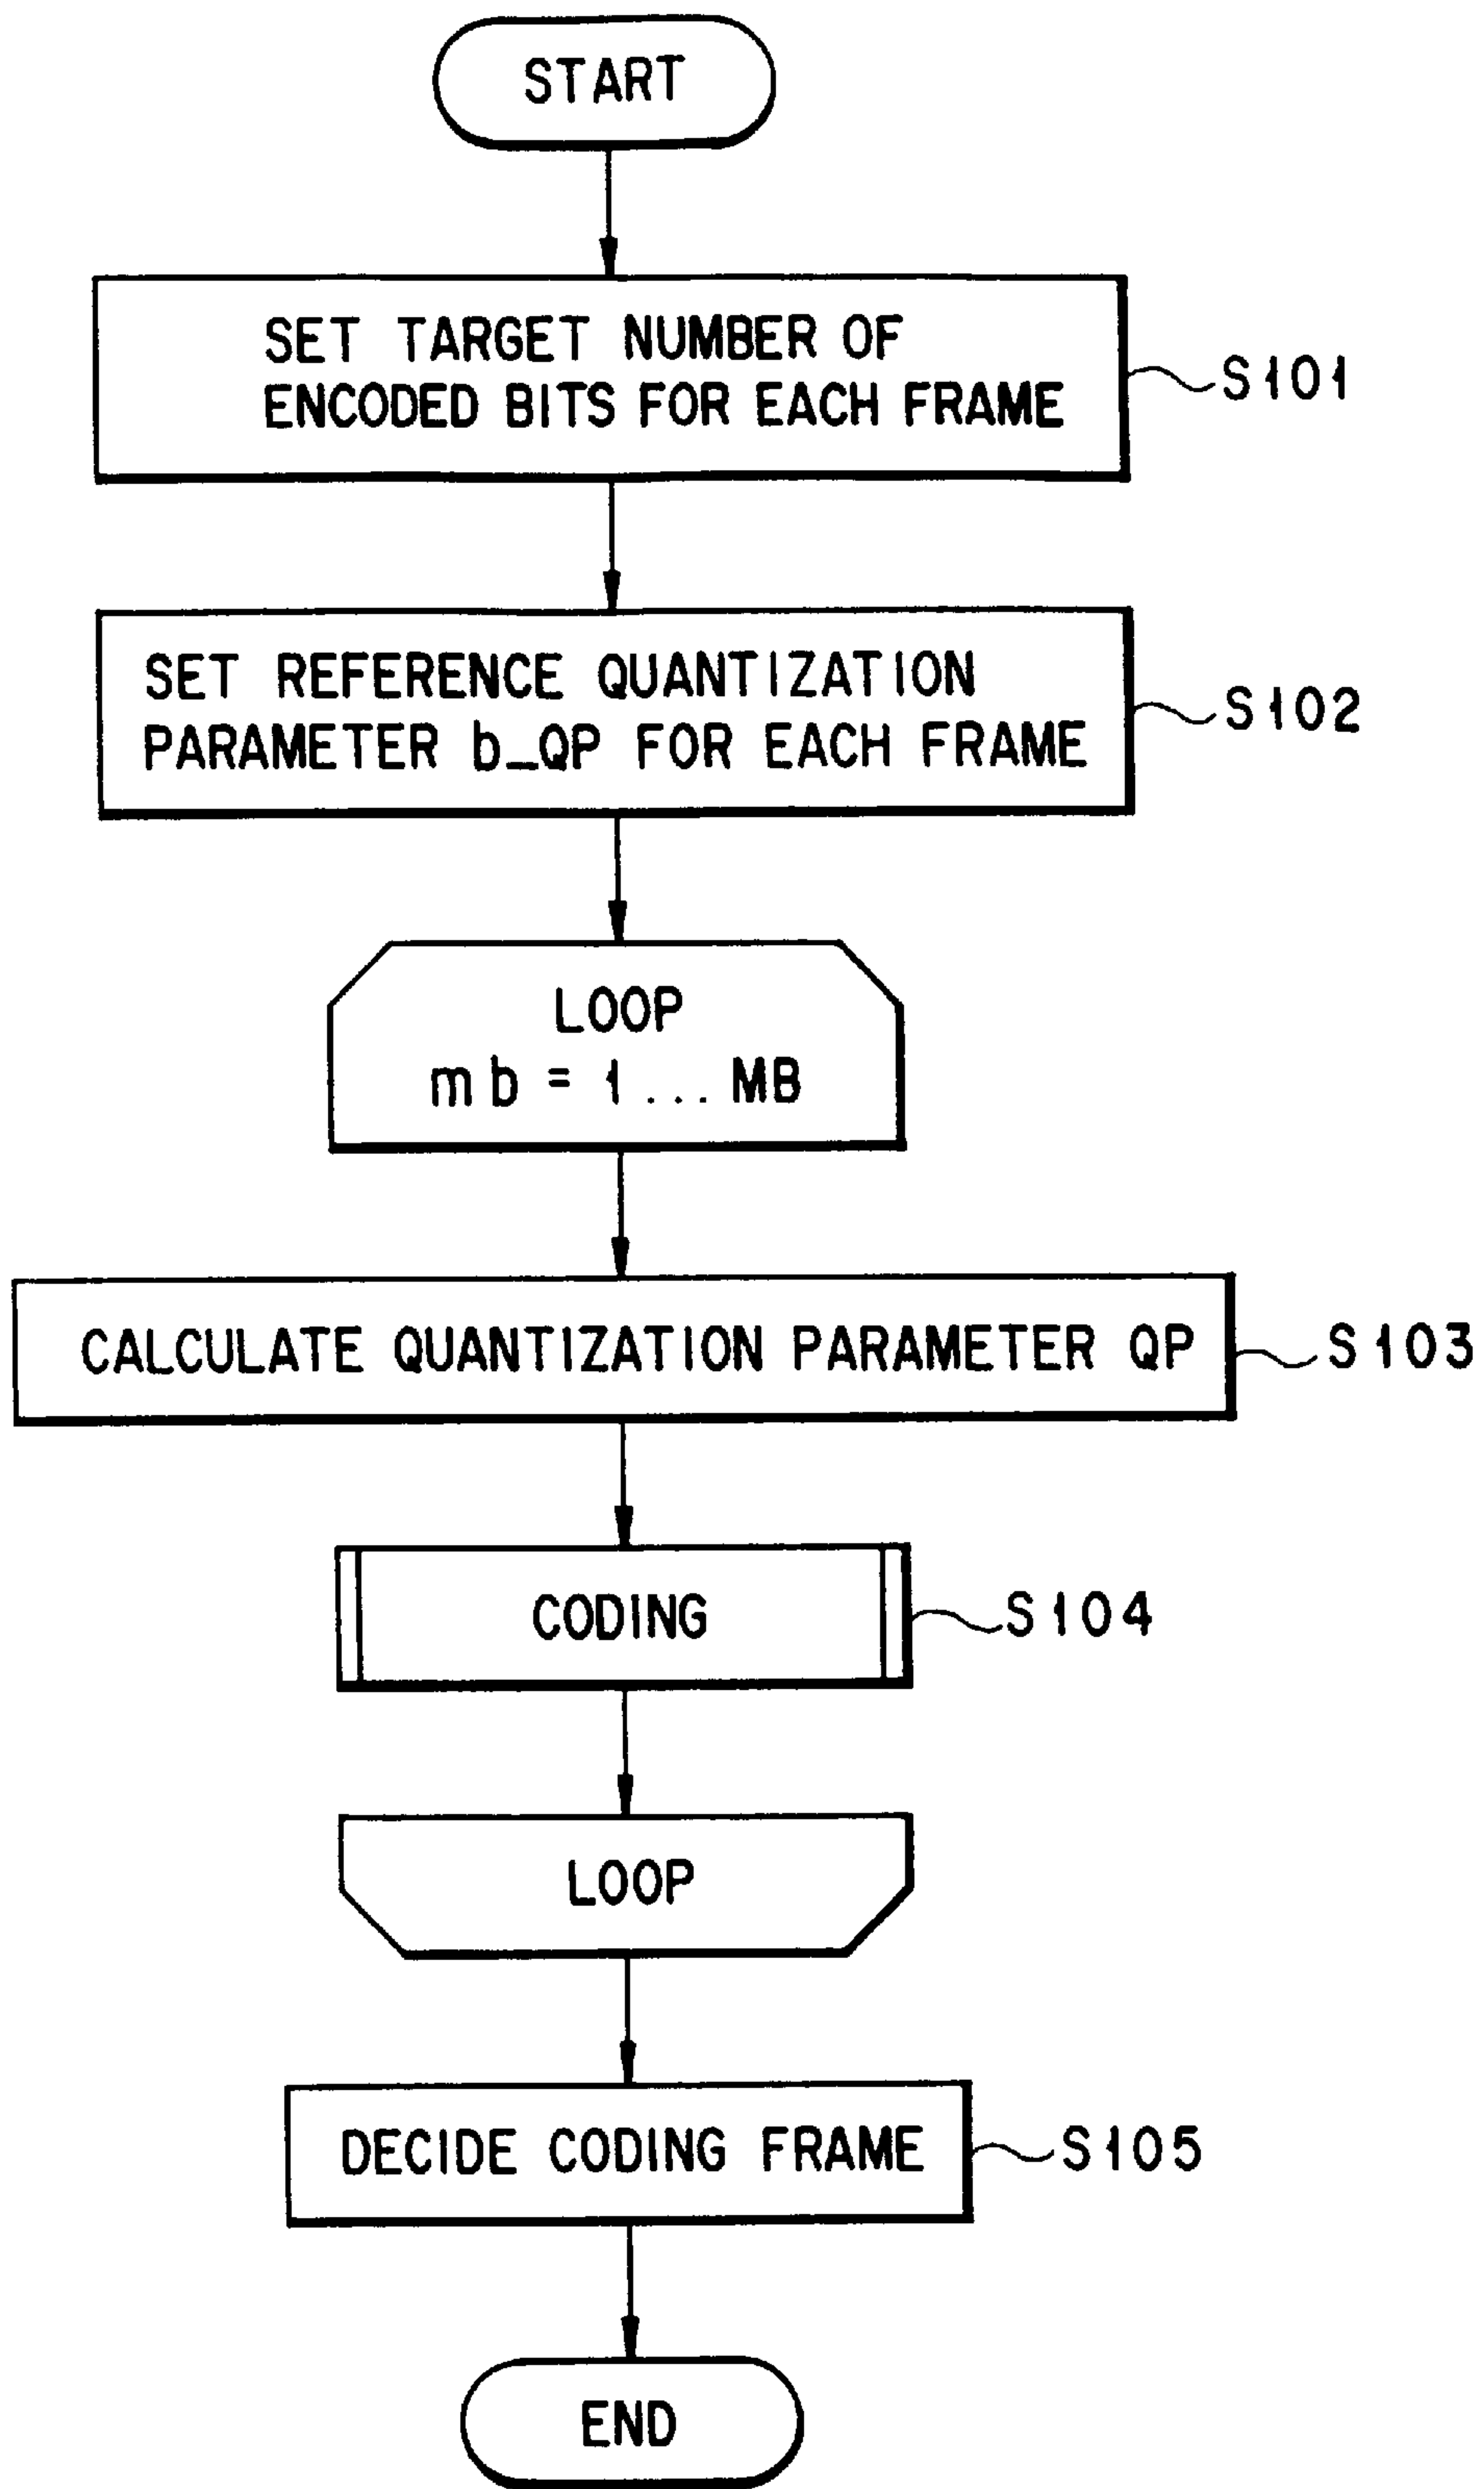 START
SET TARGET NUMBER OF
ENCODED BITS FOR EACH FRAME
S101
SET REFERENCE QUANTIZATION
PARAMETER b_QP FOR EACH FRAME
S102
LOOP
mb = 1 ... MB
CALCULATE QUANTIZATION PARAMETER QP
S103
CODING
S104
LOOP
DECIDE CODING FRAME
S105
END